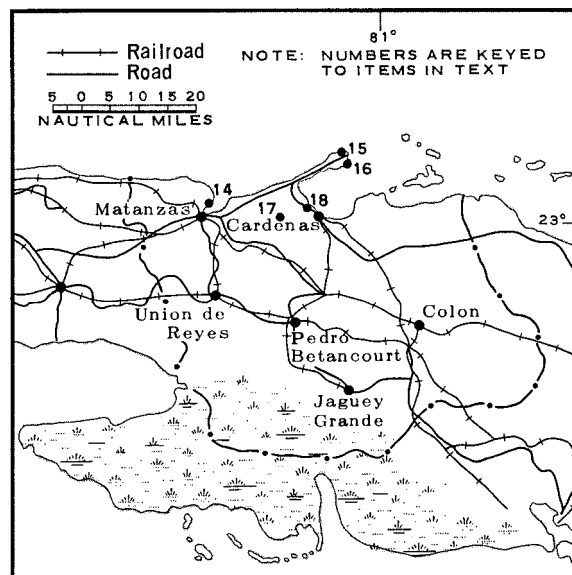 81°
Railroad
Road
NOTE: NUMBERS ARE KEYED
TO ITEMS IN TEXT
5 0 5 10 15 20
NAUTICAL MILES
15
16
14
17
18
Matanzas
Cardenas
23°
Union de
Reyes
Colon
Pedro
Betancourt
Jaguey
Grande